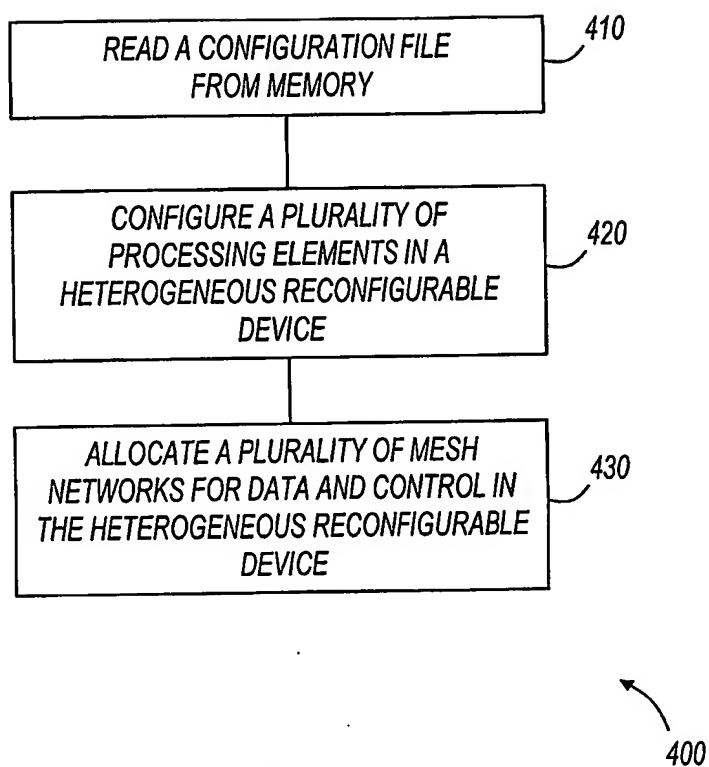 READ A CONFIGURATION FILE
FROM MEMORY
410
CONFIGURE A PLURALITY OF
PROCESSING ELEMENTS IN A
HETEROGENEOUS RECONFIGURABLE
DEVICE
420
ALLOCATE A PLURALITY OF MESH
NETWORKS FOR DATA AND CONTROL IN
THE HETEROGENEOUS RECONFIGURABLE
DEVICE
430
400